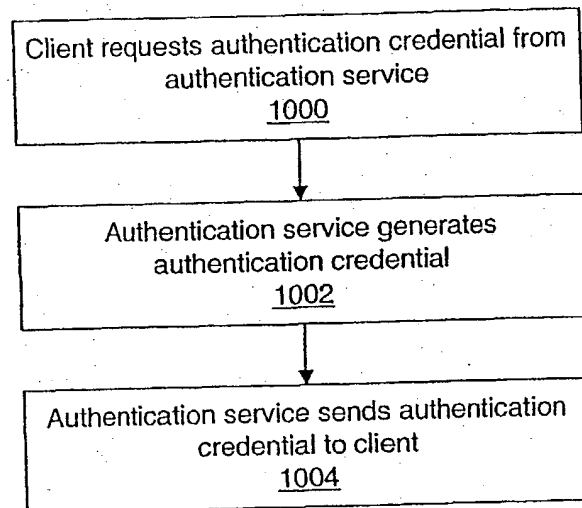 Client requests authentication credential from
authentication service
1000
Authentication service generates
authentication credential
1002
Authentication service sends authentication
credential to client
1004